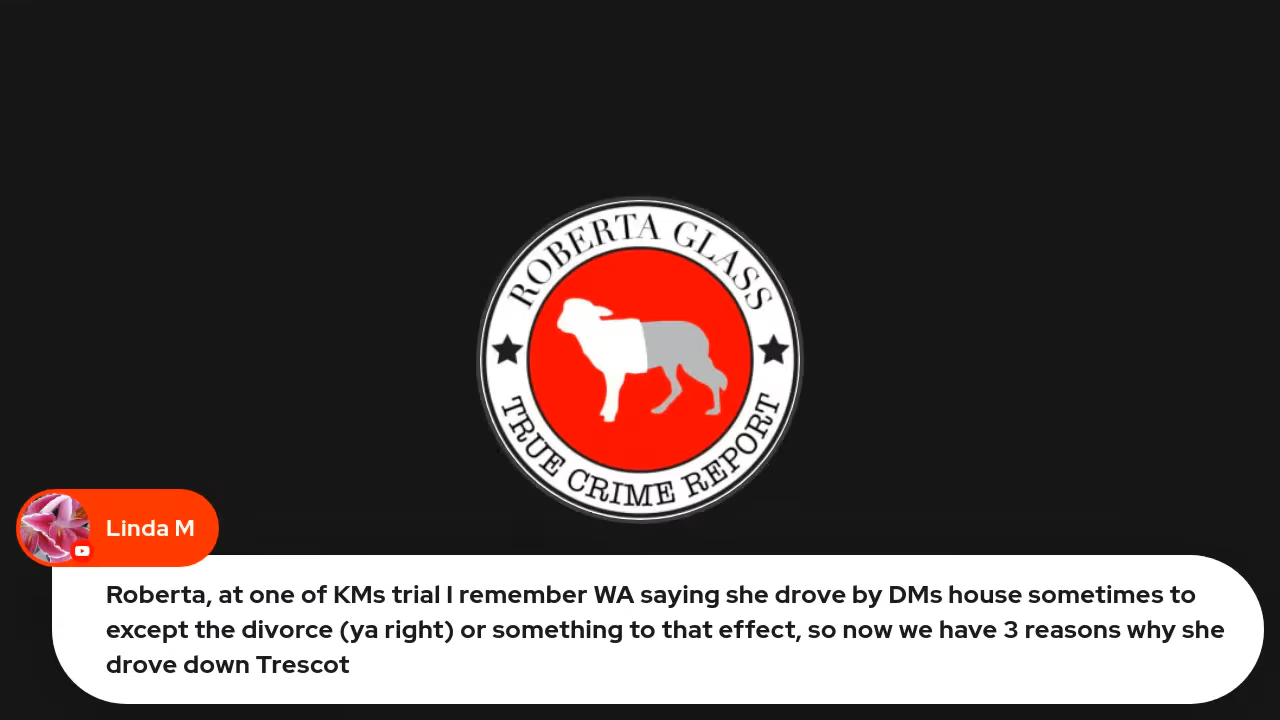 ROBERTA GLASS
TRUE CRIME REPORT
Linda M
Roberta, at one of KMs trial I remember WA saying she drove by DMs house sometimes to
except the divorce (ya right) or something to that effect, so now we have 3 reasons why she
drove down Trescot